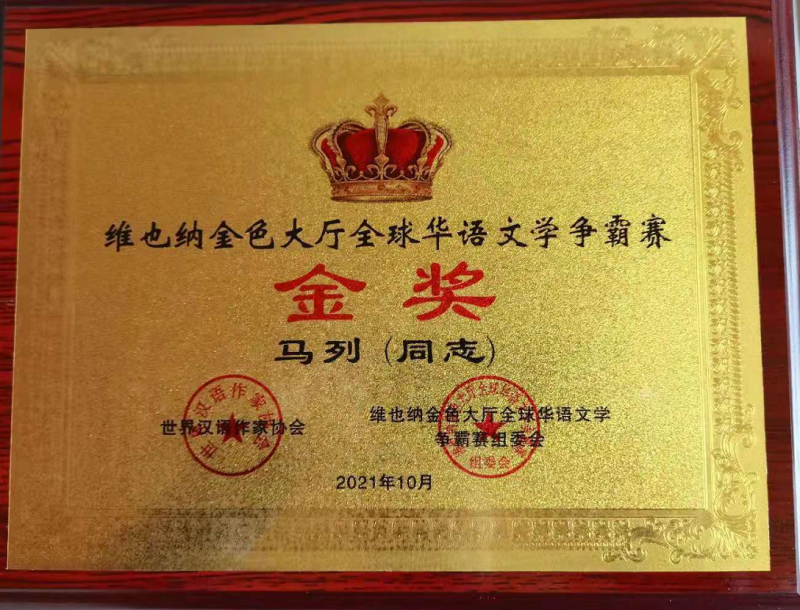 维也纳金色大厅全球华语文学争霸赛
金奖
马列（同志）
世界汉语作家协会
维也纳金色大厅全球华语文学
争霸赛组委会
组委会
2021年10月